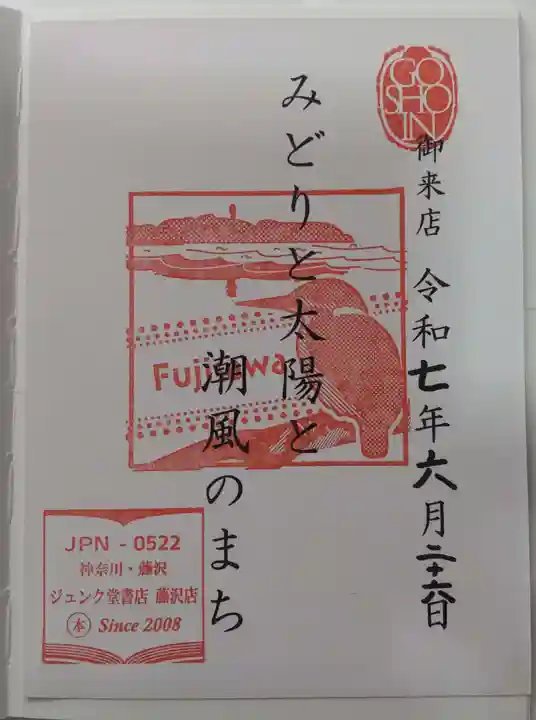 GO
SHO
IN
御来店 令和七年六月二十六日
みどりと太陽と
潮風のまち
Fujisawa
JPN - 0522
神奈川・藤沢
ジュンク堂書店 藤沢店
本 Since 2008